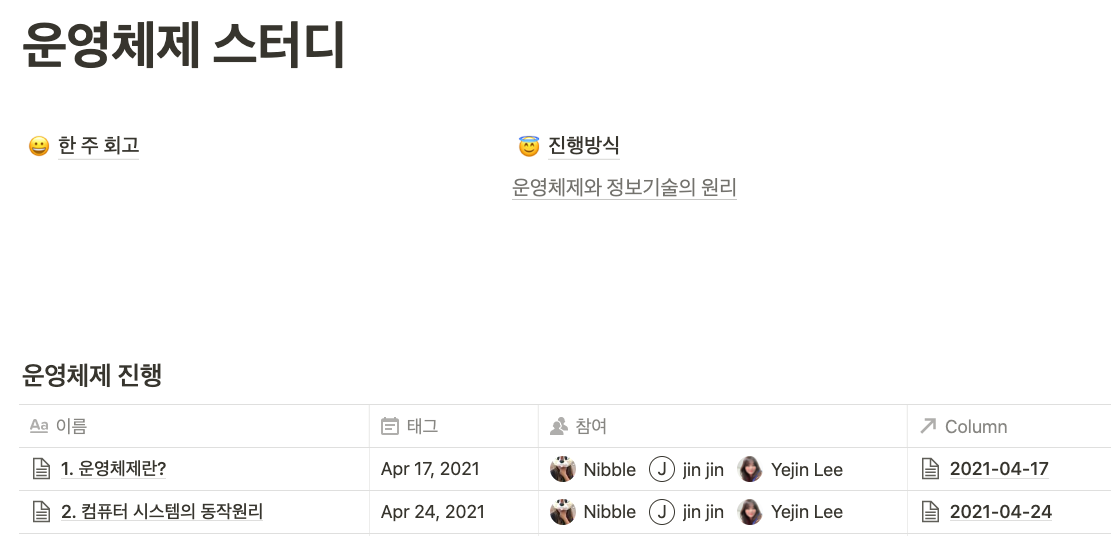 운영체제 스터디
😀 한 주 회고
😇 진행방식
운영체제와 정보기술의 원리
운영체제 진행
Aa 이름 태그 참여 Column
1. 운영체제란? Apr 17, 2021 Nibble J jin jin Yejin Lee 2021-04-17
2. 컴퓨터 시스템의 동작원리 Apr 24, 2021 Nibble J jin jin Yejin Lee 2021-04-24